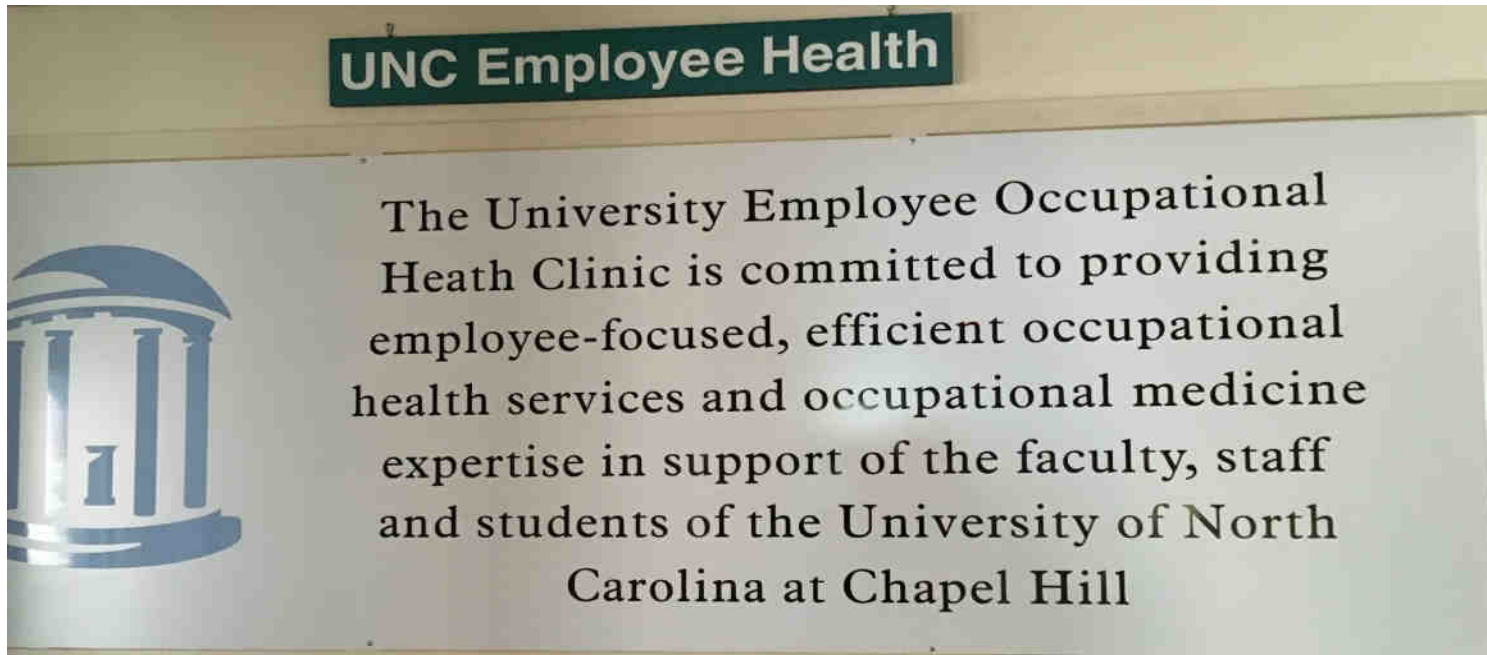 UNC Employee Health
The University Employee Occupational
Heath Clinic is committed to providing
employee-focused, efficient occupational
health services and occupational medicine
expertise in support of the faculty, staff
and students of the University of North
Carolina at Chapel Hill